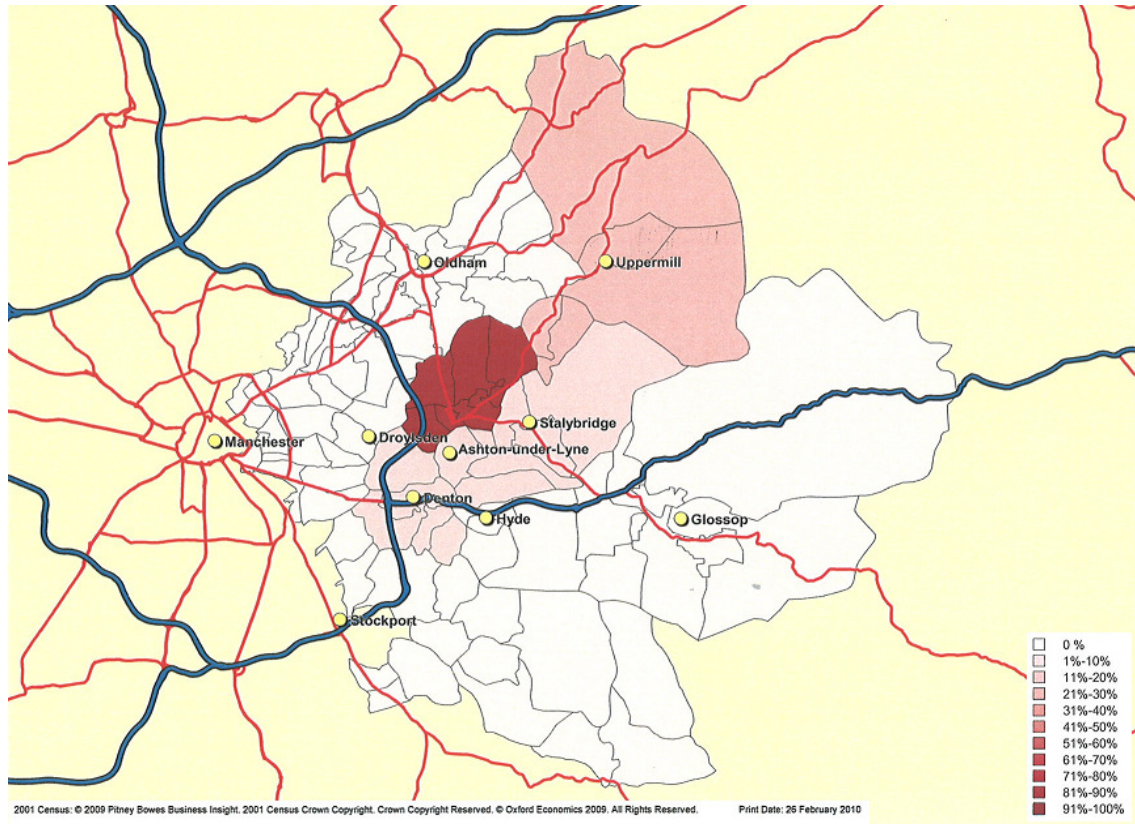 Oldham
Uppermill
Stalybridge
Manchester
Droylsden
Ashton-under-Lyne
Denton
Hyde
Glossop
Stockport
0 %
1%-10%
11%-20%
21%-30%
31%-40%
41%-50%
51%-60%
61%-70%
71%-80%
81%-90%
91%-100%
2001 Census: © 2009 Pitney Bowes Business Insight. 2001 Census Crown Copyright. Crown Copyright Reserved. © Oxford Economics 2009. All Rights Reserved. Print Date: 26 February 2010